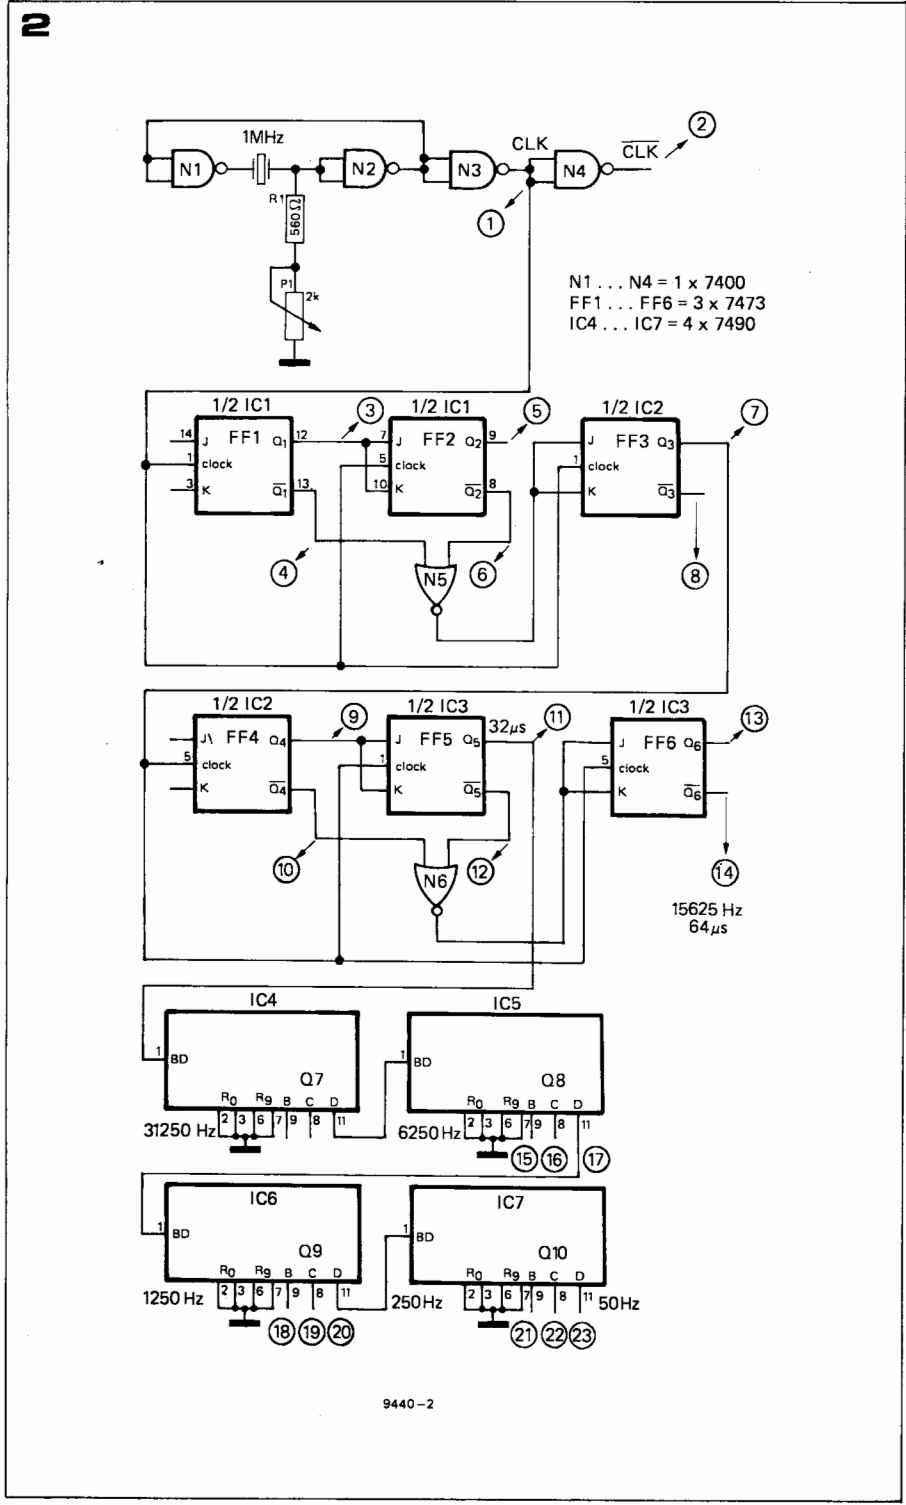 2
1MHz
N1
N2
N3
CLK
N4
CLK
2
R1
560Ω
1
P1
2k
N1 . . . N4 = 1 x 7400
FF1 . . . FF6 = 3 x 7473
IC4 . . . IC7 = 4 x 7490
1/2 IC1
3
1/2 IC1
5
1/2 IC2
7
14 J FF1 Q1 12
7 J FF2 Q2 9
J FF3 Q3
1 clock
5 clock
1 clock
3 K Q1 13
10 K Q2 8
K Q3
4
N5
6
8
1/2 IC2
9
1/2 IC3
32μs
11
1/2 IC3
13
J\ FF4 Q4
J FF5 Q5
J FF6 Q6
5 clock
1 clock
5 clock
K Q4
K Q5
K Q6
10
N6
12
14
15625 Hz
64μs
IC4
IC5
1 BD
1 BD
Q7
Q8
R0 R9 B C D
R0 R9 B C D
31250 Hz 2 3 6 7 9 8 11
6250Hz 2 3 6 7 9 8 11
15 16 17
IC6
IC7
1 BD
1 BD
Q9
Q10
R0 R9 B C D
R0 R9 B C D
1250 Hz 2 3 6 7 9 8 11
250Hz 2 3 6 7 9 8 11 50Hz
18 19 20
21 22 23
9440-2